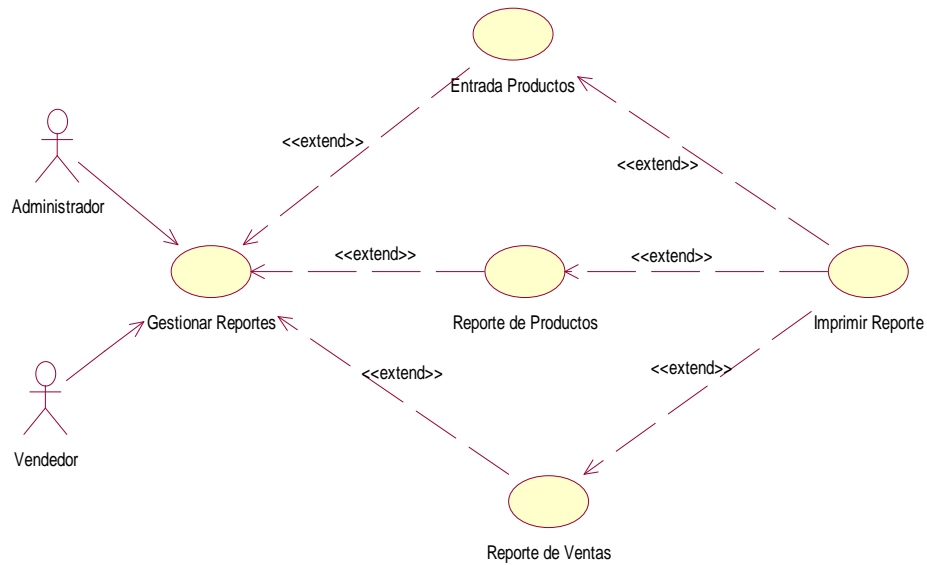 Entrada Productos
<<extend>>
<<extend>>
Administrador
<<extend>>
<<extend>>
Gestionar Reportes
Reporte de Productos
Imprimir Reporte
<<extend>>
<<extend>>
Vendedor
Reporte de Ventas